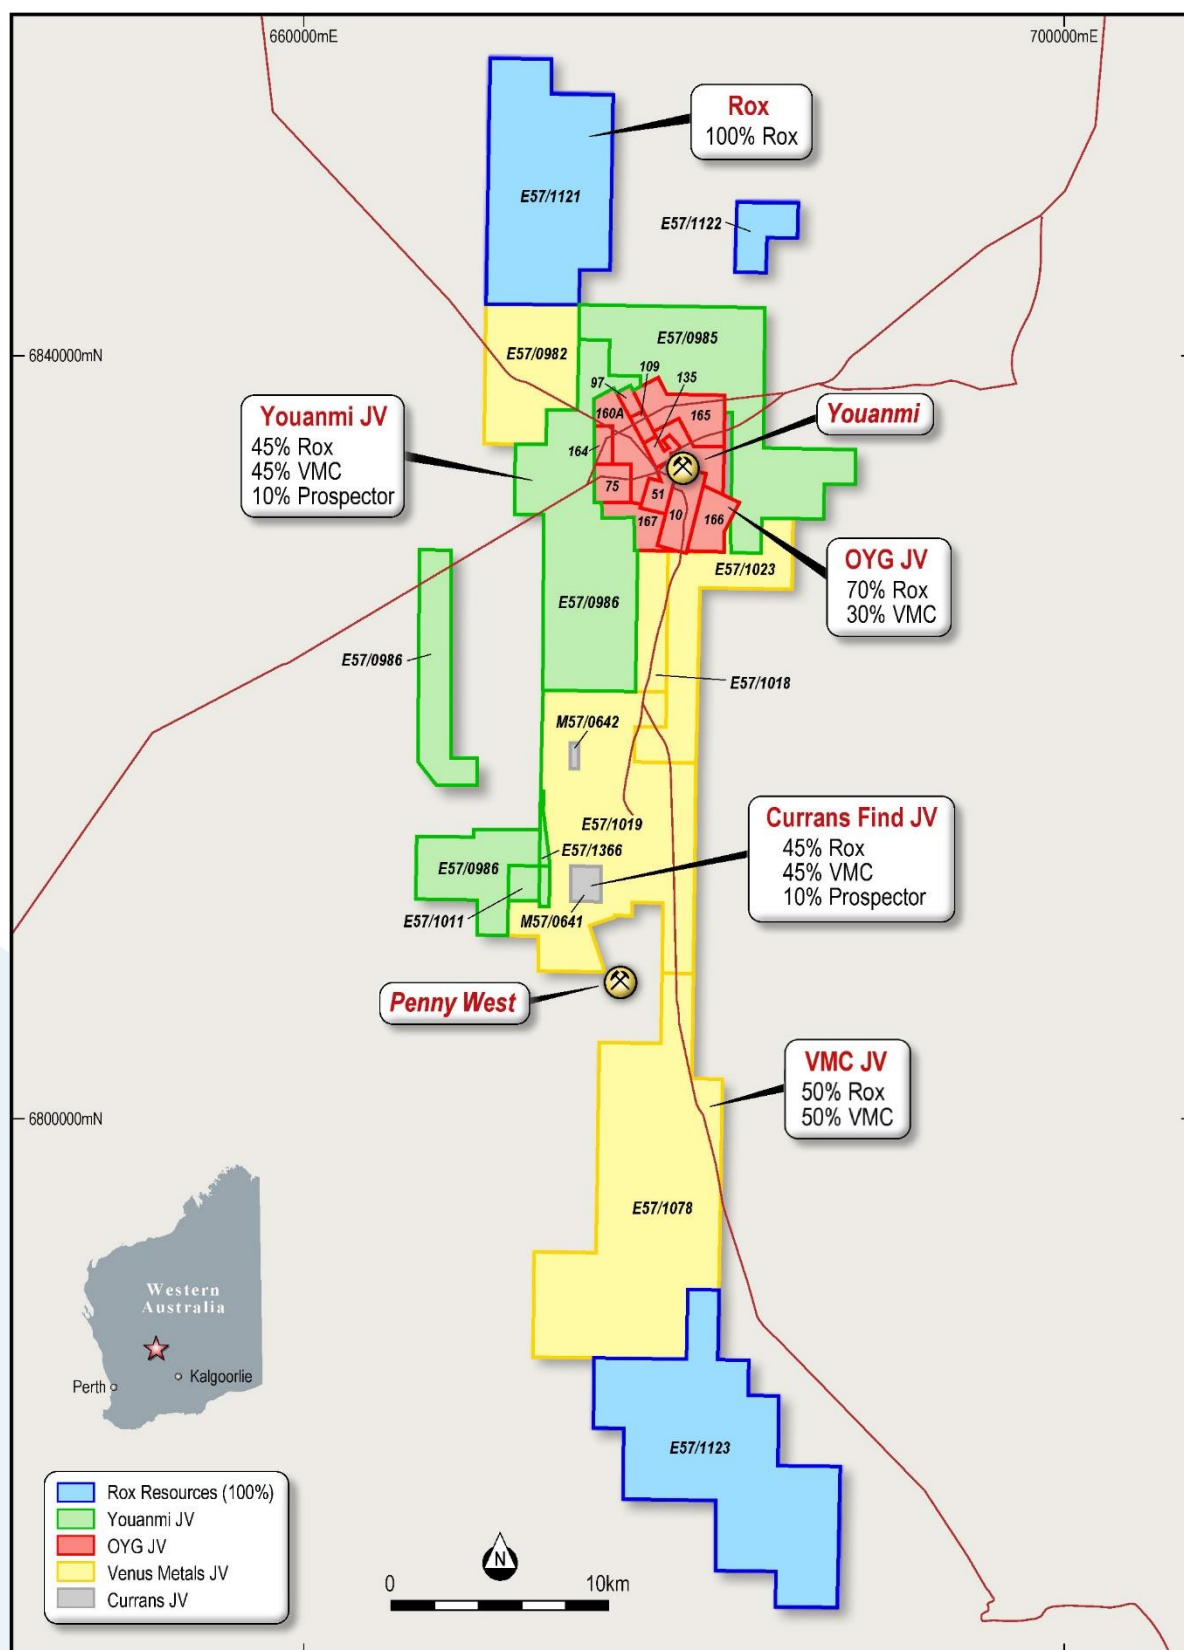 660000mE
700000mE
Rox
100% Rox
E57/1121
E57/1122
6840000mN
E57/0982
E57/0985
109
135
97
160A
165
Youanmi
Youanmi JV
45% Rox
45% VMC
10% Prospector
164
75
51
10
167
166
OYG JV
70% Rox
30% VMC
E57/1023
E57/0986
E57/0986
E57/1018
M57/0642
E57/1019
Currans Find JV
45% Rox
45% VMC
10% Prospector
E57/1366
E57/0986
E57/1011
M57/0641
Penny West
VMC JV
50% Rox
50% VMC
6800000mN
E57/1078
Western
Australia
Kalgoorlie
Perth
E57/1123
Rox Resources (100%)
Youanmi JV
OYG JV
Venus Metals JV
Currans JV
N
0
10km